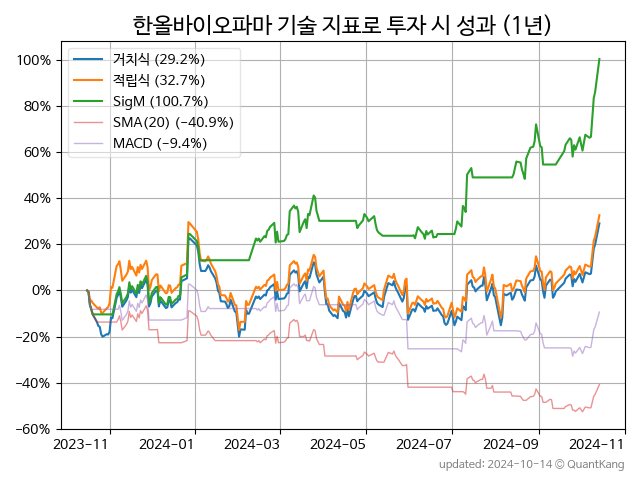 한올바이오파마 기술 지표로 투자 시 성과 (1년)
거치식 (29.2%)
적립식 (32.7%)
SigM (100.7%)
SMA(20) (−40.9%)
MACD (−9.4%)
100%
80%
60%
40%
20%
0%
−20%
−40%
−60%
2023-11 2024-01 2024-03 2024-05 2024-07 2024-09 2024-11
updated: 2024-10-14 © QuantKang